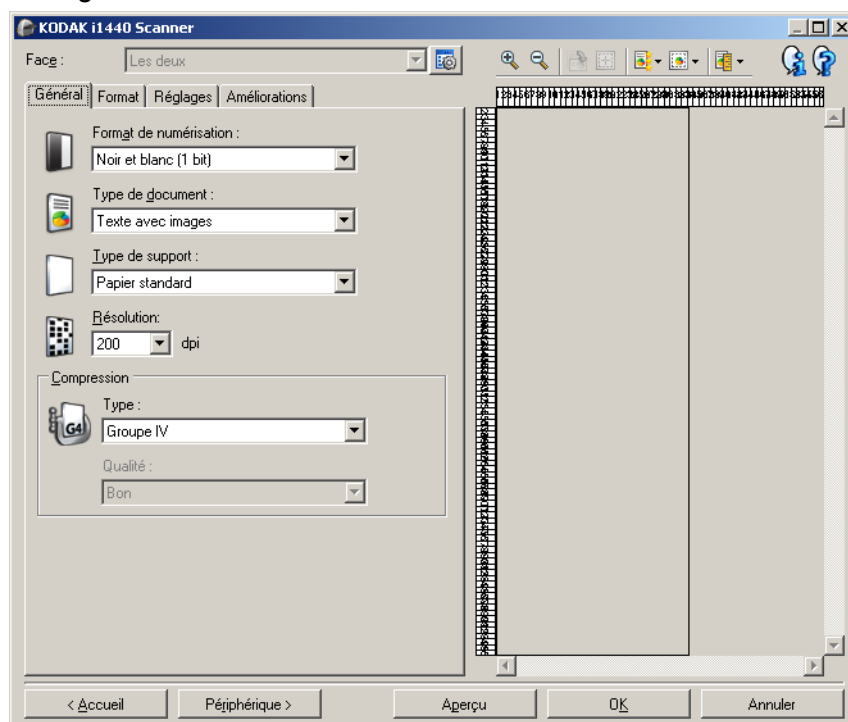 KODAK i1440 Scanner
Face : Les deux
Général Format Réglages Améliorations
Format de numérisation :
Noir et blanc (1 bit)
Type de document :
Texte avec images
Type de support :
Papier standard
Résolution:
200 dpi
Compression
Type :
G4
Groupe IV
Qualité :
Bon
< Accueil Périphérique > Aperçu OK Annuler